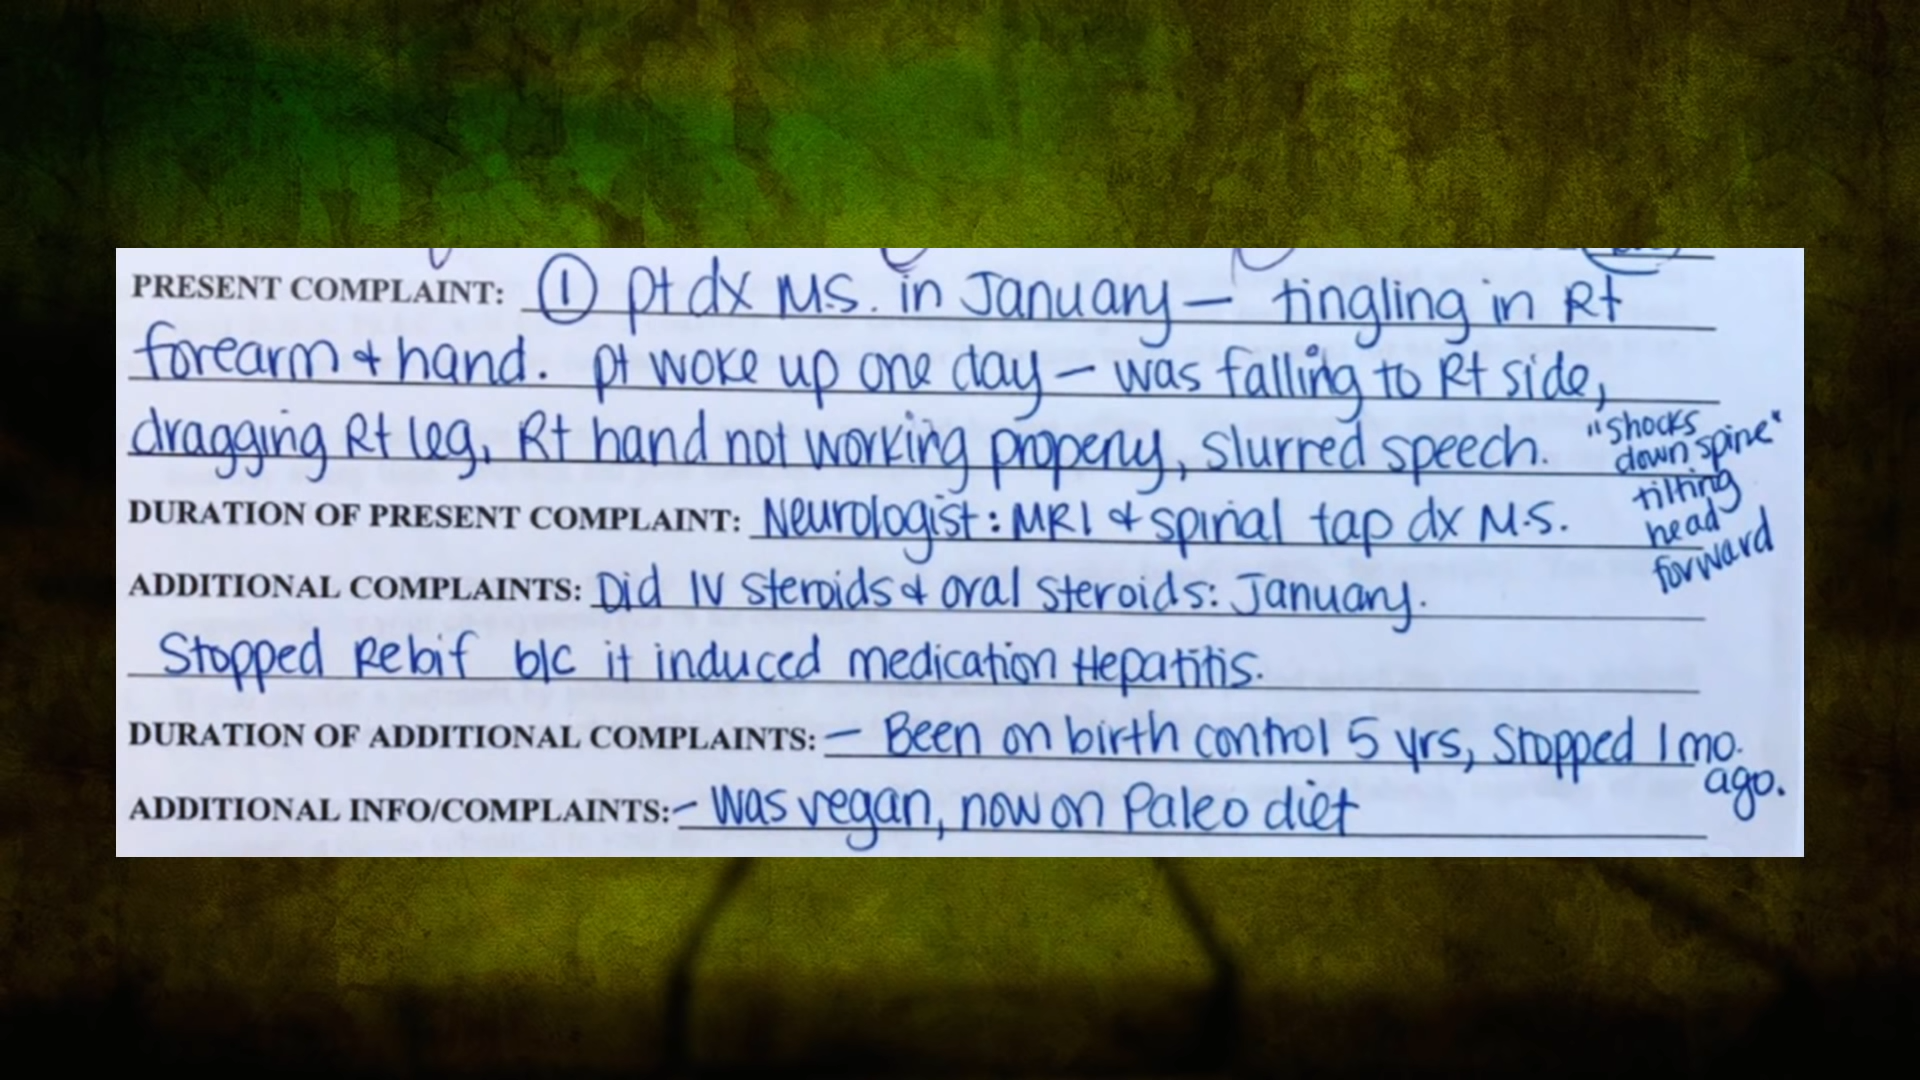 PRESENT COMPLAINT: ① pt dx M.S. in January — tingling in Rt
forearm + hand. pt woke up one day — was falling to Rt side,
dragging Rt leg, Rt hand not working properly, slurred speech.
"shocks
down spine"
tilting
head
forward
DURATION OF PRESENT COMPLAINT: Neurologist: MRI + spinal tap dx M.S.
ADDITIONAL COMPLAINTS: Did IV steroids + oral steroids: January.
Stopped Rebif b/c it induced medication Hepatitis.
DURATION OF ADDITIONAL COMPLAINTS: — Been on birth control 5 yrs, Stopped 1 mo.
ago.
ADDITIONAL INFO/COMPLAINTS: - Was vegan, now on Paleo diet